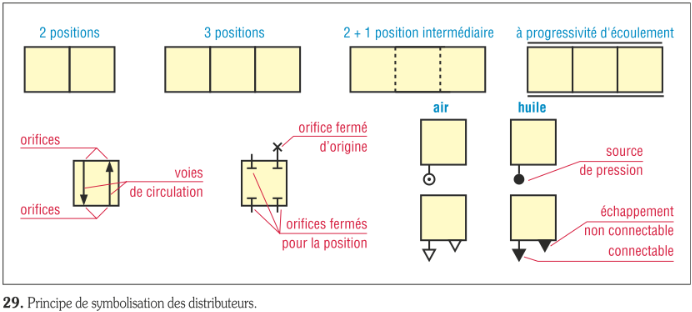 2 positions
3 positions
2 + 1 position intermédiaire
à progressivité d'écoulement
air
huile
orifices
voies
de circulation
orifices
orifice fermé
d'origine
orifices fermés
pour la position
source
de pression
échappement
non connectable
connectable
29. Principe de symbolisation des distributeurs.